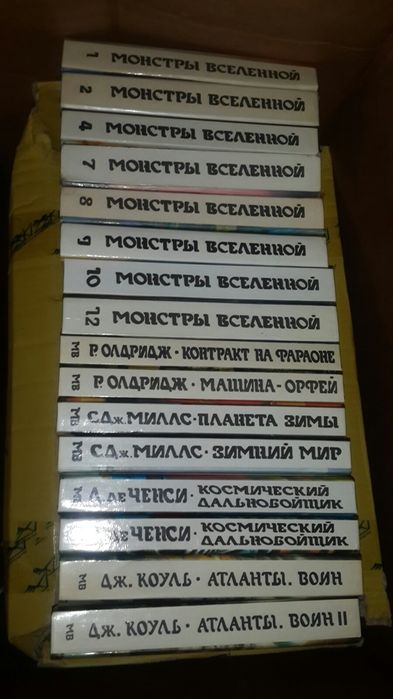 1 МОНСТРЫ ВСЕЛЕННОЙ
2 МОНСТРЫ ВСЕЛЕННОЙ
4 МОНСТРЫ ВСЕЛЕННОЙ
7 МОНСТРЫ ВСЕЛЕННОЙ
8 МОНСТРЫ ВСЕЛЕННОЙ
9 МОНСТРЫ ВСЕЛЕННОЙ
10 МОНСТРЫ ВСЕЛЕННОЙ
12 МОНСТРЫ ВСЕЛЕННОЙ
МВ Р. ОЛДРИДЖ · КОНТРАКТ НА ФАРАОНЕ
МВ Р. ОЛДРИДЖ · МАШИНА-ОРФЕЙ
МВ С.Дж. МИЛЛС · ПЛАНЕТА ЗИМЫ
МВ С.Дж. МИЛЛС · ЗИМНИЙ МИР
МВ Д. де ЧЕНСИ · КОСМИЧЕСКИЙ
ДАЛЬНОБОЙЩИК
МВ Д. де ЧЕНСИ · КОСМИЧЕСКИЙ
ДАЛЬНОБОЙЩИК
МВ ДЖ. КОУЛЬ · АТЛАНТЫ. ВОИН
МВ ДЖ. КОУЛЬ · АТЛАНТЫ. ВОИН II